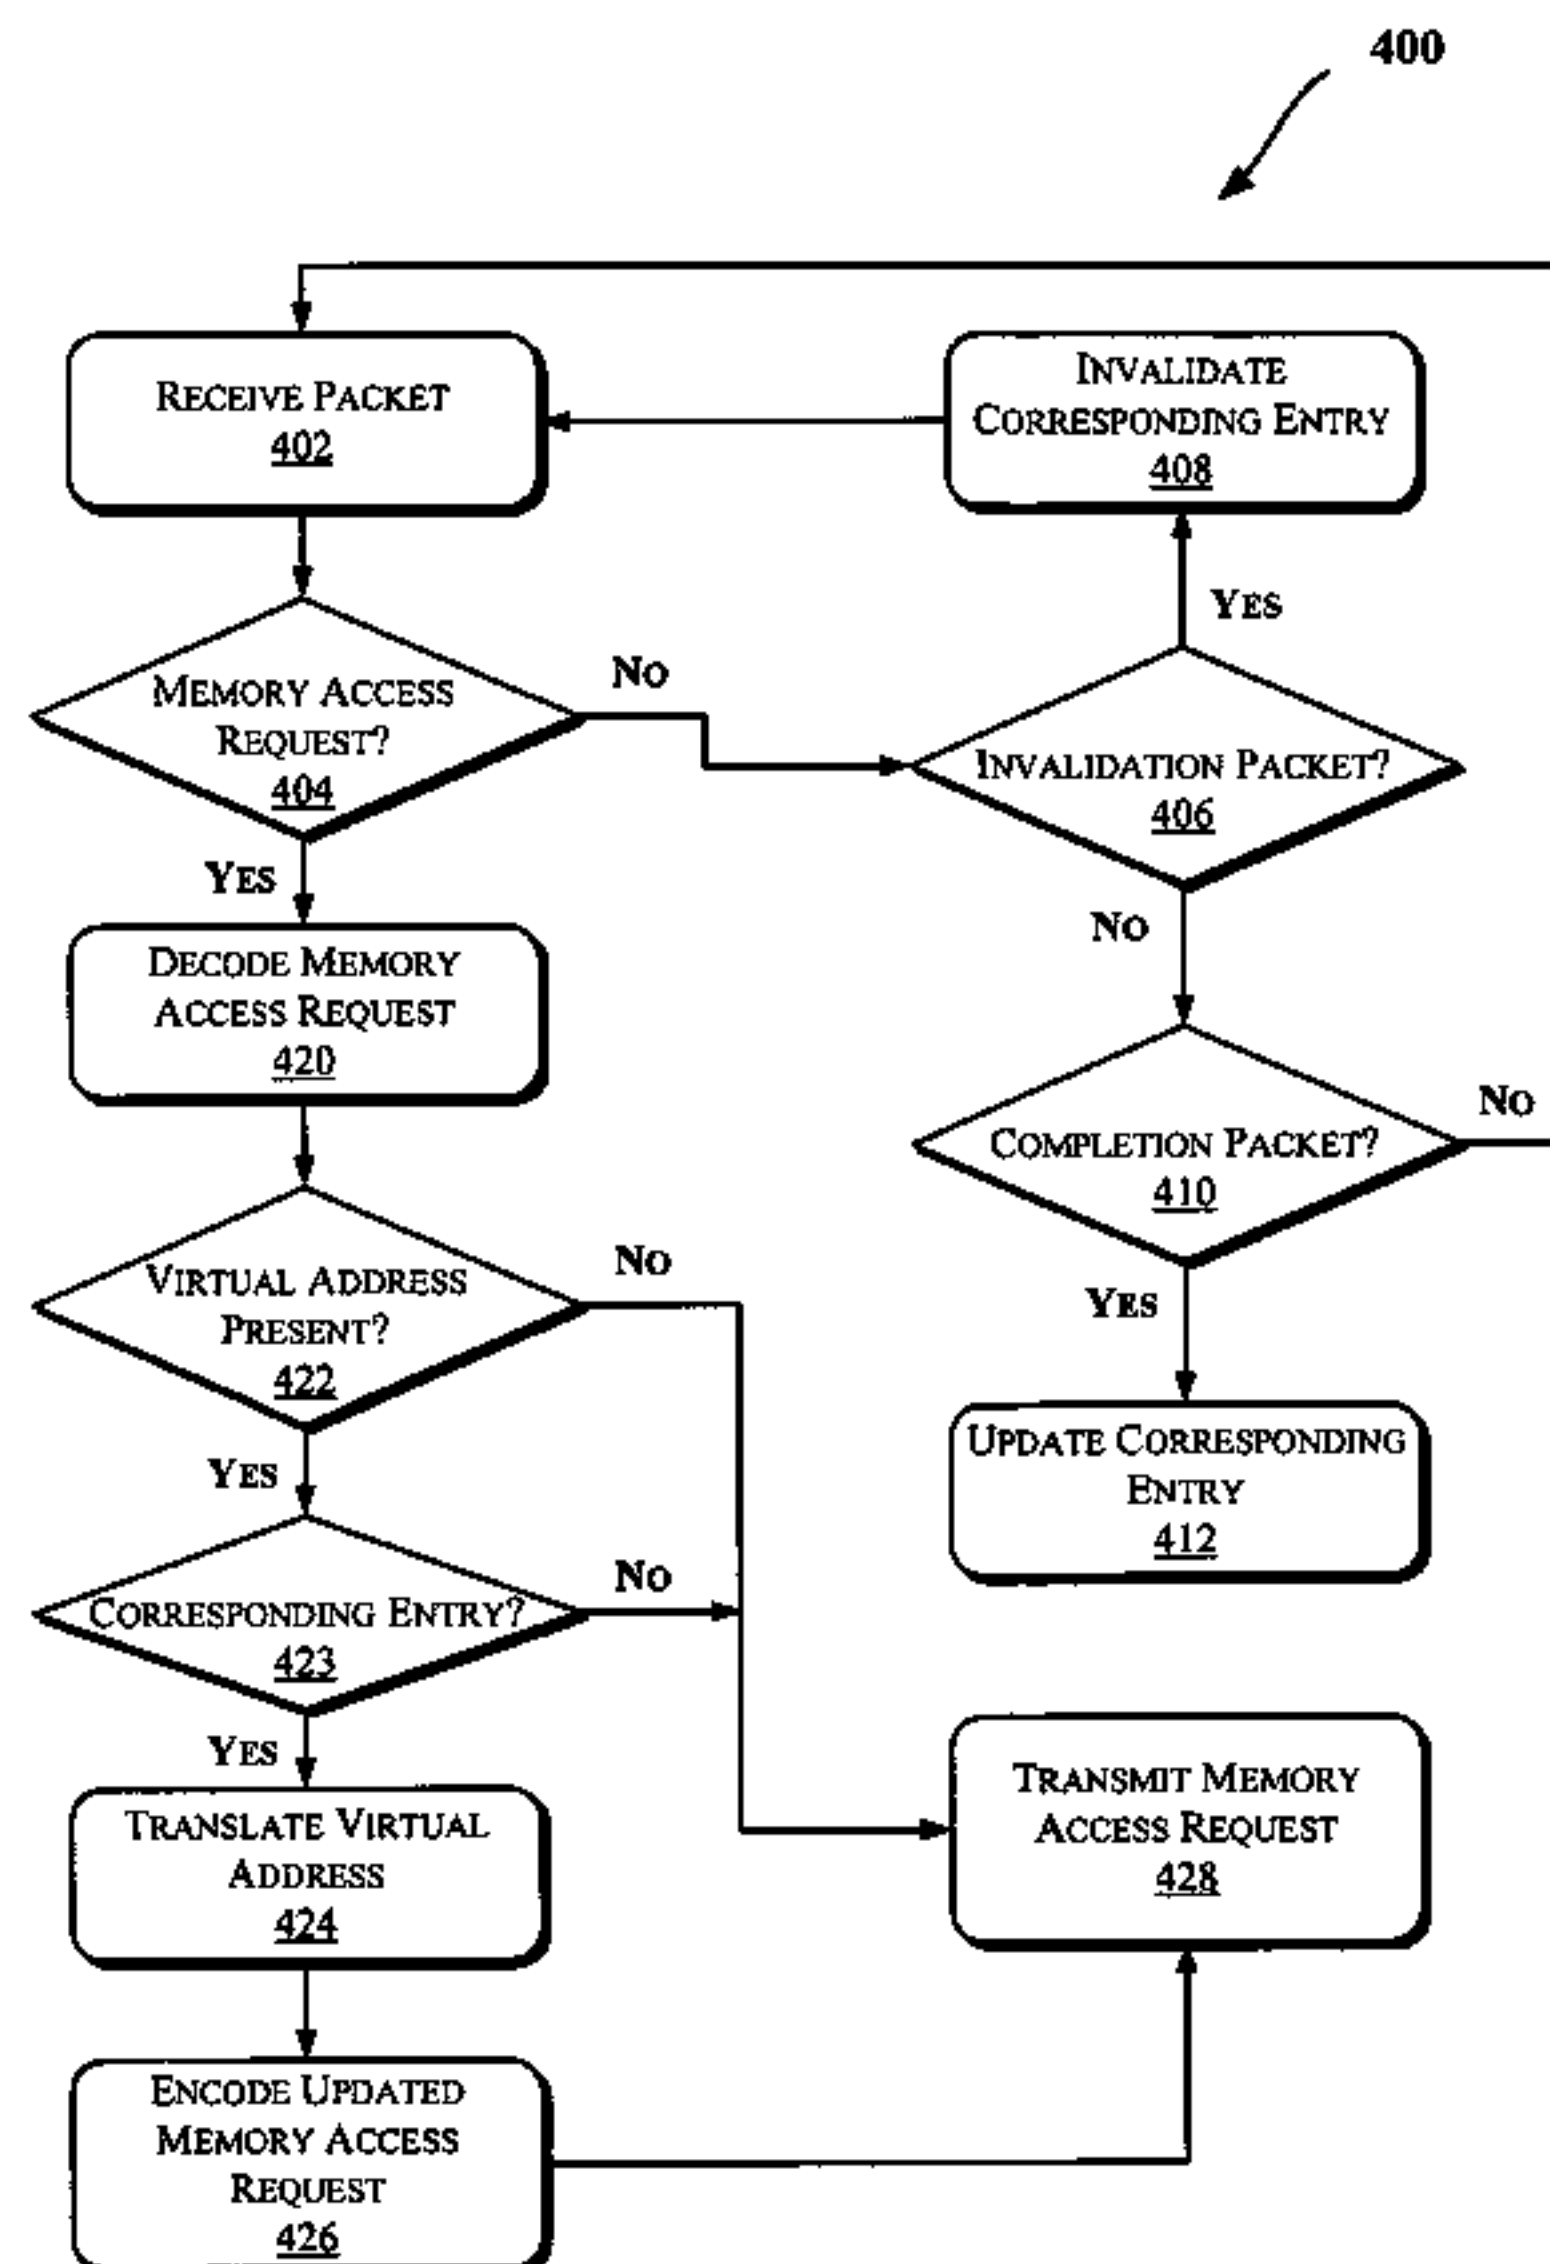 400
RECEIVE PACKET
402
INVALIDATE
CORRESPONDING ENTRY
408
YES
NO
MEMORY ACCESS
REQUEST?
404
INVALIDATION PACKET?
406
YES
NO
DECODE MEMORY
ACCESS REQUEST
420
COMPLETION PACKET?
410
NO
YES
VIRTUAL ADDRESS
PRESENT?
422
NO
YES
UPDATE CORRESPONDING
ENTRY
412
CORRESPONDING ENTRY?
423
NO
YES
TRANSLATE VIRTUAL
ADDRESS
424
TRANSMIT MEMORY
ACCESS REQUEST
428
ENCODE UPDATED
MEMORY ACCESS
REQUEST
426